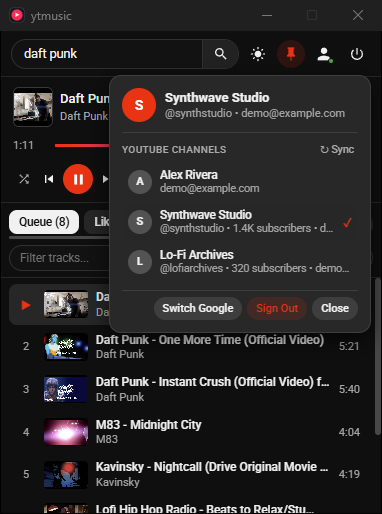 ytmusic
daft punk
S
Synthwave Studio
@synthstudio • demo@example.com
Daft Pun
Daft Punk
1:11
YOUTUBE CHANNELS
↻ Sync
A
Alex Rivera
demo@example.com
S
Synthwave Studio
@synthstudio • 1.4K subscribers • d...
✓
L
Lo-Fi Archives
@lofiarchives • 320 subscribers • demo...
Queue (8)
Lik
Filter tracks...
Switch Google
Sign Out
Close
Da
Daft
2
Daft Punk - One More Time (Official Video)
Daft Punk
5:21
3
Daft Punk - Instant Crush (Official Video) f...
Daft Punk
5:40
4
M83 - Midnight City
M83
4:04
5
Kavinsky - Nightcall (Drive Original Movie ...
Kavinsky
4:19
Lofi Hip Hop Radio - Beats to Relax/Stu...